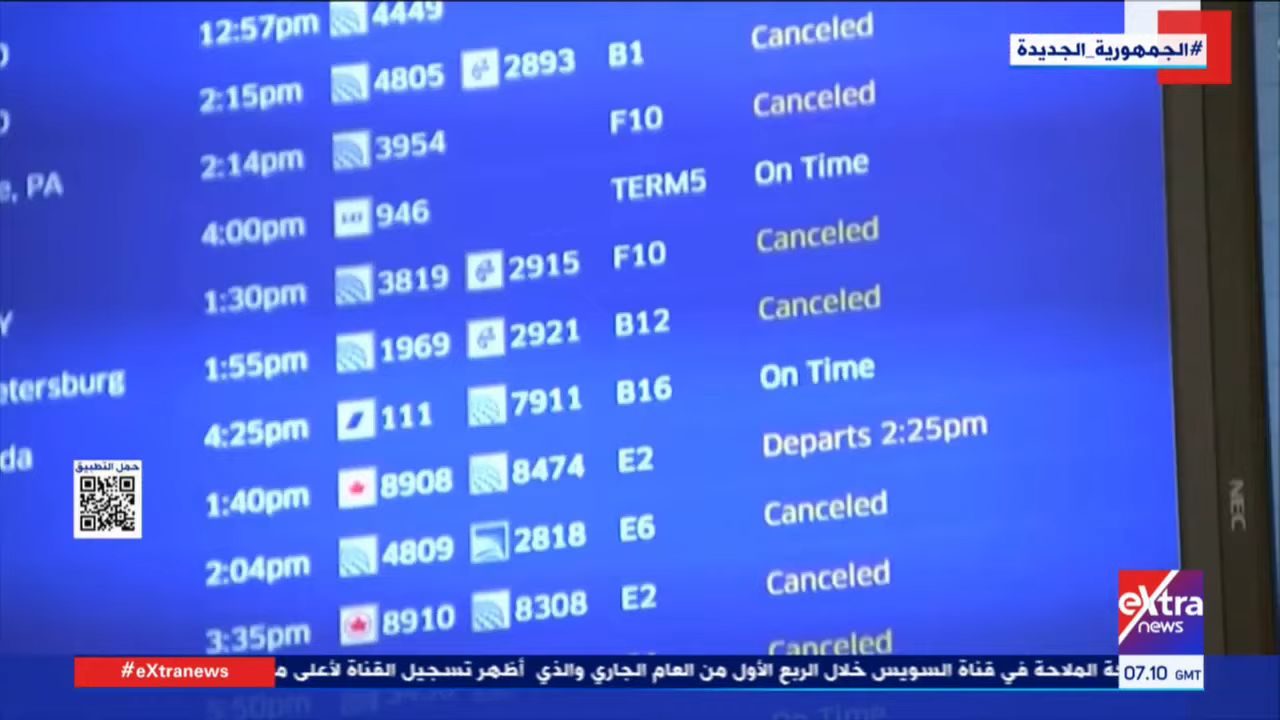 #الجمهورية_الجديدة
12:57pm 4449
2:15pm 4805 2893 B1 Canceled
e, PA 2:14pm 3954 F10 Canceled
4:00pm 946 TERM5 On Time
Y 1:30pm 3819 2915 F10 Canceled
etersburg 1:55pm 1969 2921 B12 Canceled
da 4:25pm 111 7911 B16 On Time
1:40pm 8908 8474 E2 Departs 2:25pm
2:04pm 4809 2818 E6 Canceled
3:35pm 8910 8308 E2 Canceled
Canceled
On Time
NEC
حمل التطبيق
eXtra
news
07.10 GMT
#eXtranews
الملاحة في قناة السويس خلال الربع الأول من العام الجاري والذي أظهر تسجيل القناة لأعلى